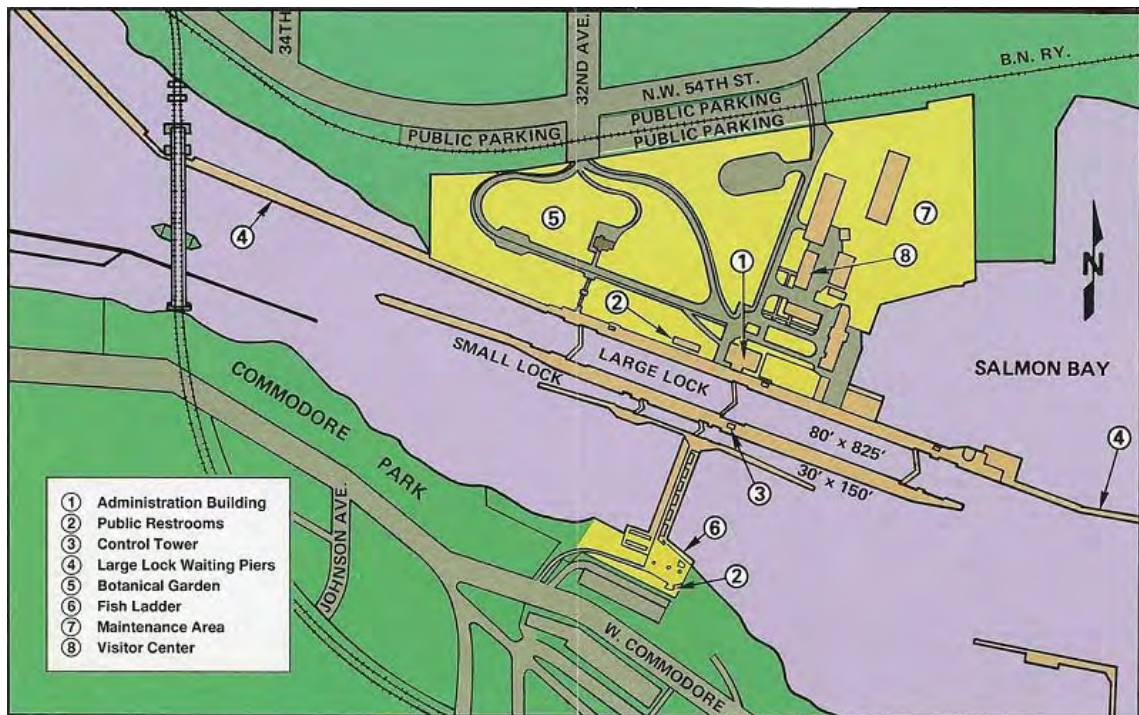 34TH
32ND AVE.
N.W. 54TH ST.
B.N. RY.
PUBLIC PARKING
PUBLIC PARKING
PUBLIC PARKING
5
7
4
1
8
N
2
LARGE LOCK
SMALL LOCK
SALMON BAY
COMMODORE
PARK
80' x 825'
30' x 150'
4
3
6
2
JOHNSON AVE.
W. COMMODORE
1 Administration Building
2 Public Restrooms
3 Control Tower
4 Large Lock Waiting Piers
5 Botanical Garden
6 Fish Ladder
7 Maintenance Area
8 Visitor Center